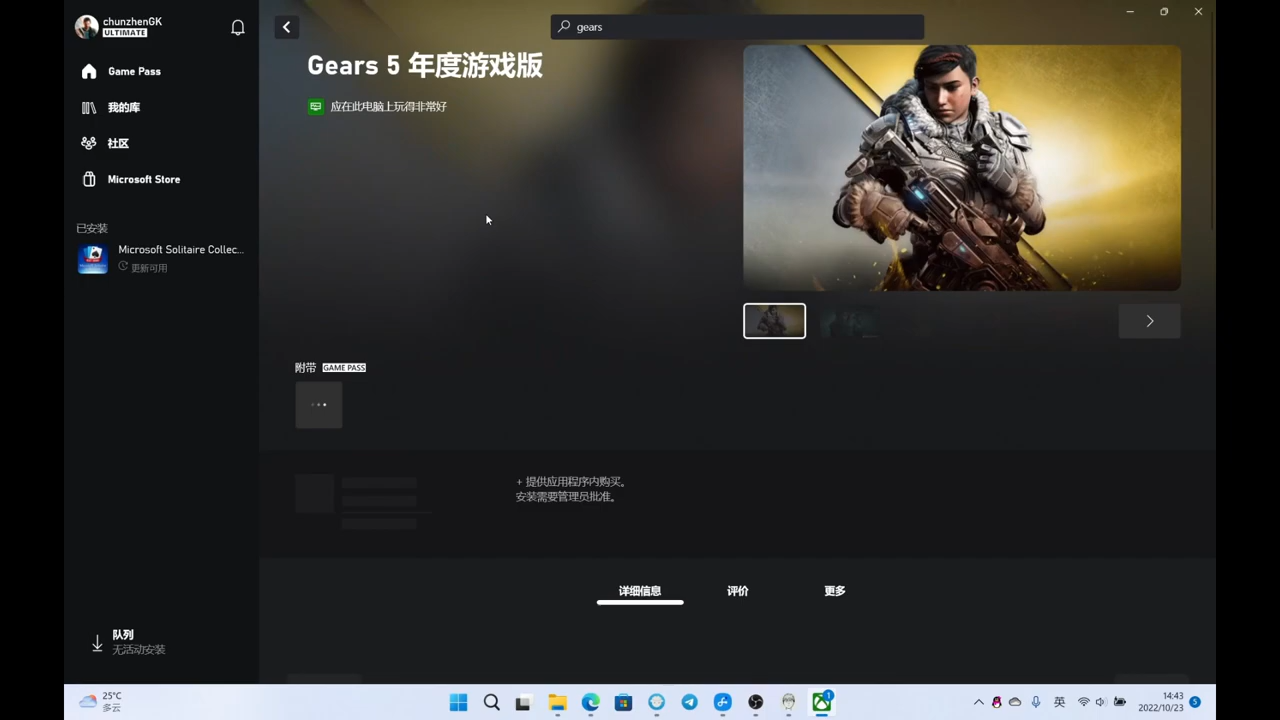 chunzhenGK
ULTIMATE
gears
Game Pass
我的库
社区
Microsoft Store
已安装
Microsoft Solitaire Collec...
更新可用
队列
无活动安装
Gears 5 年度游戏版
应在此电脑上玩得非常好
附带 GAME PASS
+ 提供应用程序内购买。
安装需要管理员批准。
详细信息
评价
更多
25°C
多云
1
英
14:43
2022/10/23
5